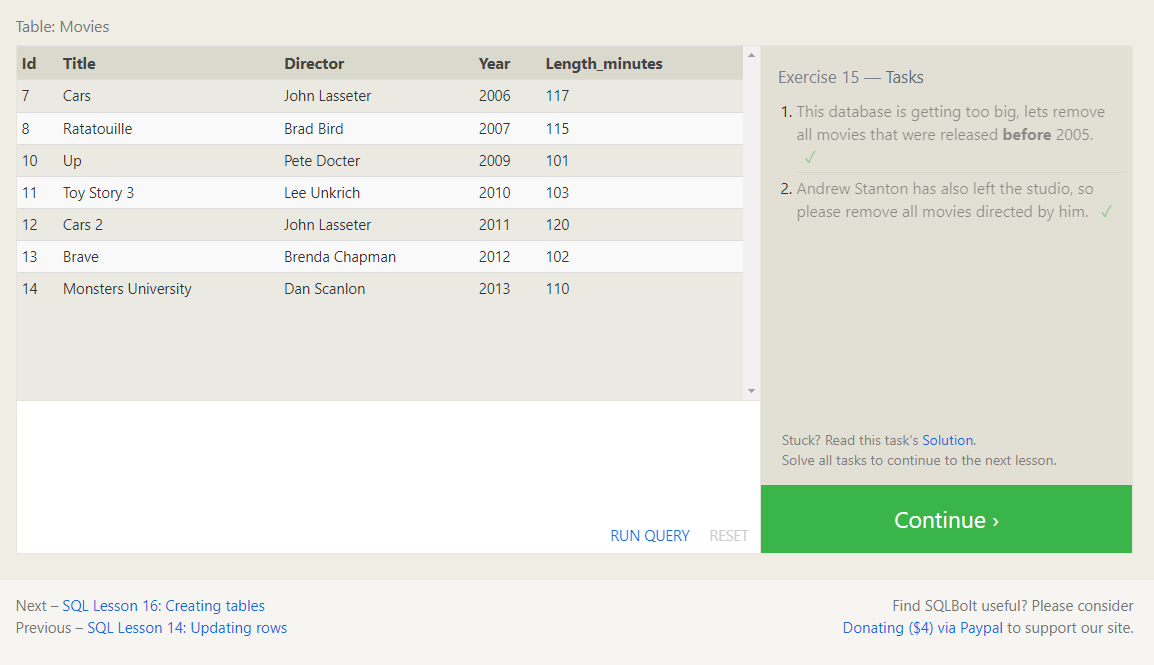 Table: Movies
Id Title Director Year Length_minutes
7 Cars John Lasseter 2006 117
8 Ratatouille Brad Bird 2007 115
10 Up Pete Docter 2009 101
11 Toy Story 3 Lee Unkrich 2010 103
12 Cars 2 John Lasseter 2011 120
13 Brave Brenda Chapman 2012 102
14 Monsters University Dan Scanlon 2013 110
RUN QUERY RESET
Exercise 15 — Tasks
1. This database is getting too big, lets remove
all movies that were released before 2005.
✓
2. Andrew Stanton has also left the studio, so
please remove all movies directed by him. ✓
Stuck? Read this task's Solution.
Solve all tasks to continue to the next lesson.
Continue ›
Next – SQL Lesson 16: Creating tables
Previous – SQL Lesson 14: Updating rows
Find SQLBolt useful? Please consider
Donating ($4) via Paypal to support our site.